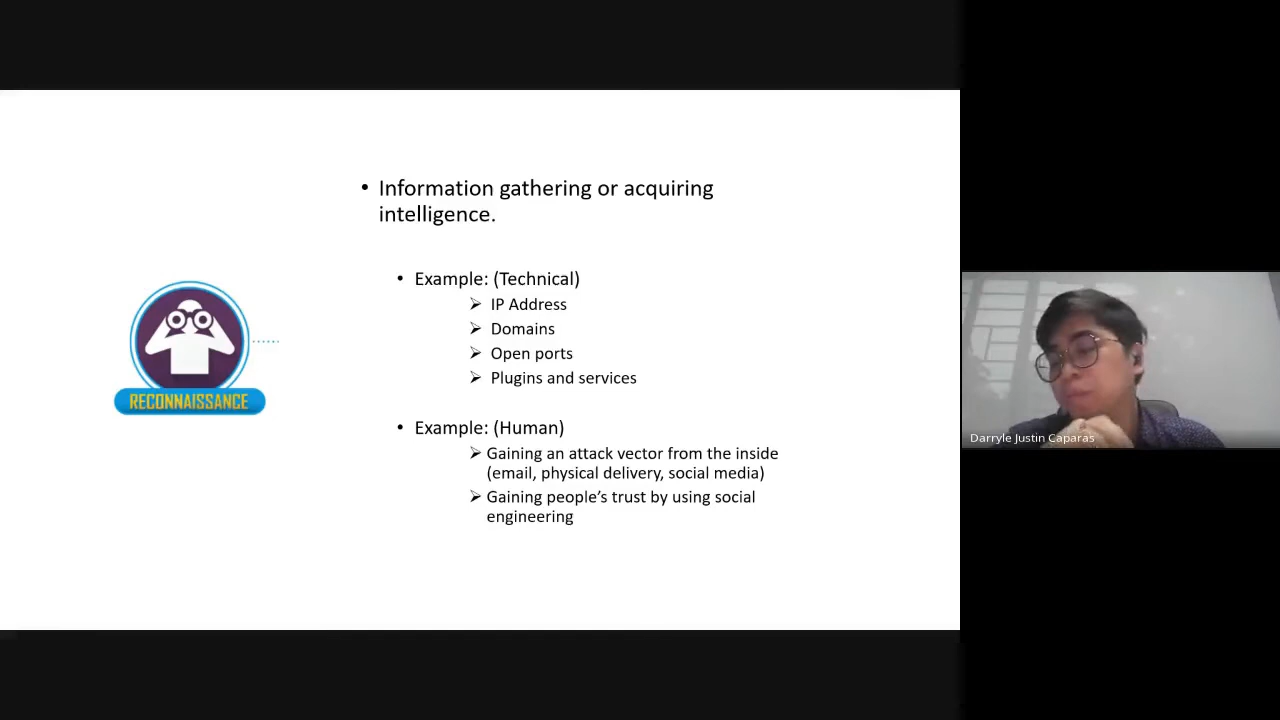 • Information gathering or acquiring
intelligence.
• Example: (Technical)
➢ IP Address
➢ Domains
➢ Open ports
➢ Plugins and services
RECONNAISSANCE
• Example: (Human)
➢ Gaining an attack vector from the inside
(email, physical delivery, social media)
➢ Gaining people’s trust by using social
engineering
Darryle Justin Caparas